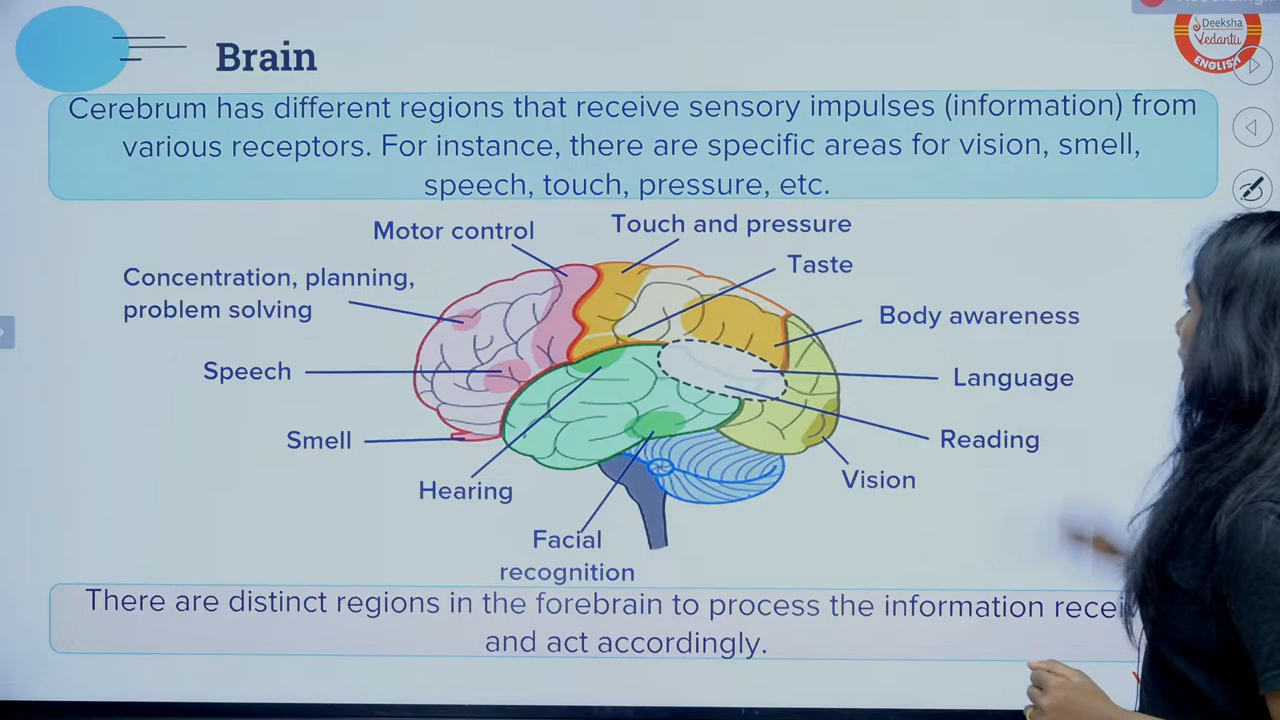 Brain
Deeksha
Vedantu
ENGLISH
Cerebrum has different regions that receive sensory impulses (information) from
various receptors. For instance, there are specific areas for vision, smell,
speech, touch, pressure, etc.
Motor control
Touch and pressure
Taste
Concentration, planning,
problem solving
Body awareness
Speech
Language
Smell
Reading
Hearing
Vision
Facial
recognition
There are distinct regions in the forebrain to process the information
and act accordingly.